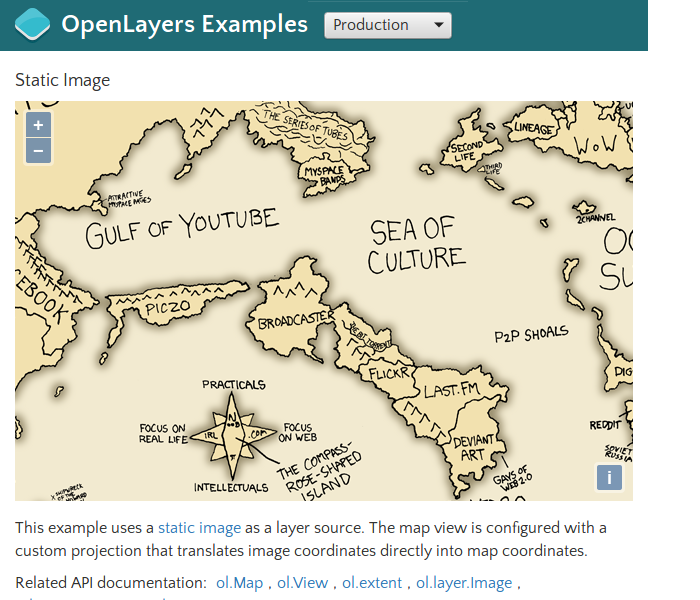 OpenLayers Examples
Production
Static Image
+
−
THE SERIES OF TUBES
MYSPACE
BANDS
SECOND
LIFE
THIRD
LIFE
LINEAGE
WoW
ATTRACTIVE
MYSPACE PAGES
GULF OF YOUTUBE
SEA OF
CULTURE
2CHANNEL
OC
SU
EBOOK
PICZO
BROADCASTER
P2P SHOALS
FLICKR
LAST.FM
DIG
PRACTICALS
FOCUS ON
REAL LIFE
N
IRL
.COM
FOCUS
ON WEB
INTELLECTUALS
THE COMPASS-
ROSE-SHAPED
ISLAND
DEVIANT
ART
REDDIT
SOVIET
RUSSIA
GAYS OF
WEB 2.0
SHIPWRECK
OF THE
i
This example uses a static image as a layer source. The map view is configured with a
custom projection that translates image coordinates directly into map coordinates.
Related API documentation: ol.Map , ol.View , ol.extent , ol.layer.Image ,